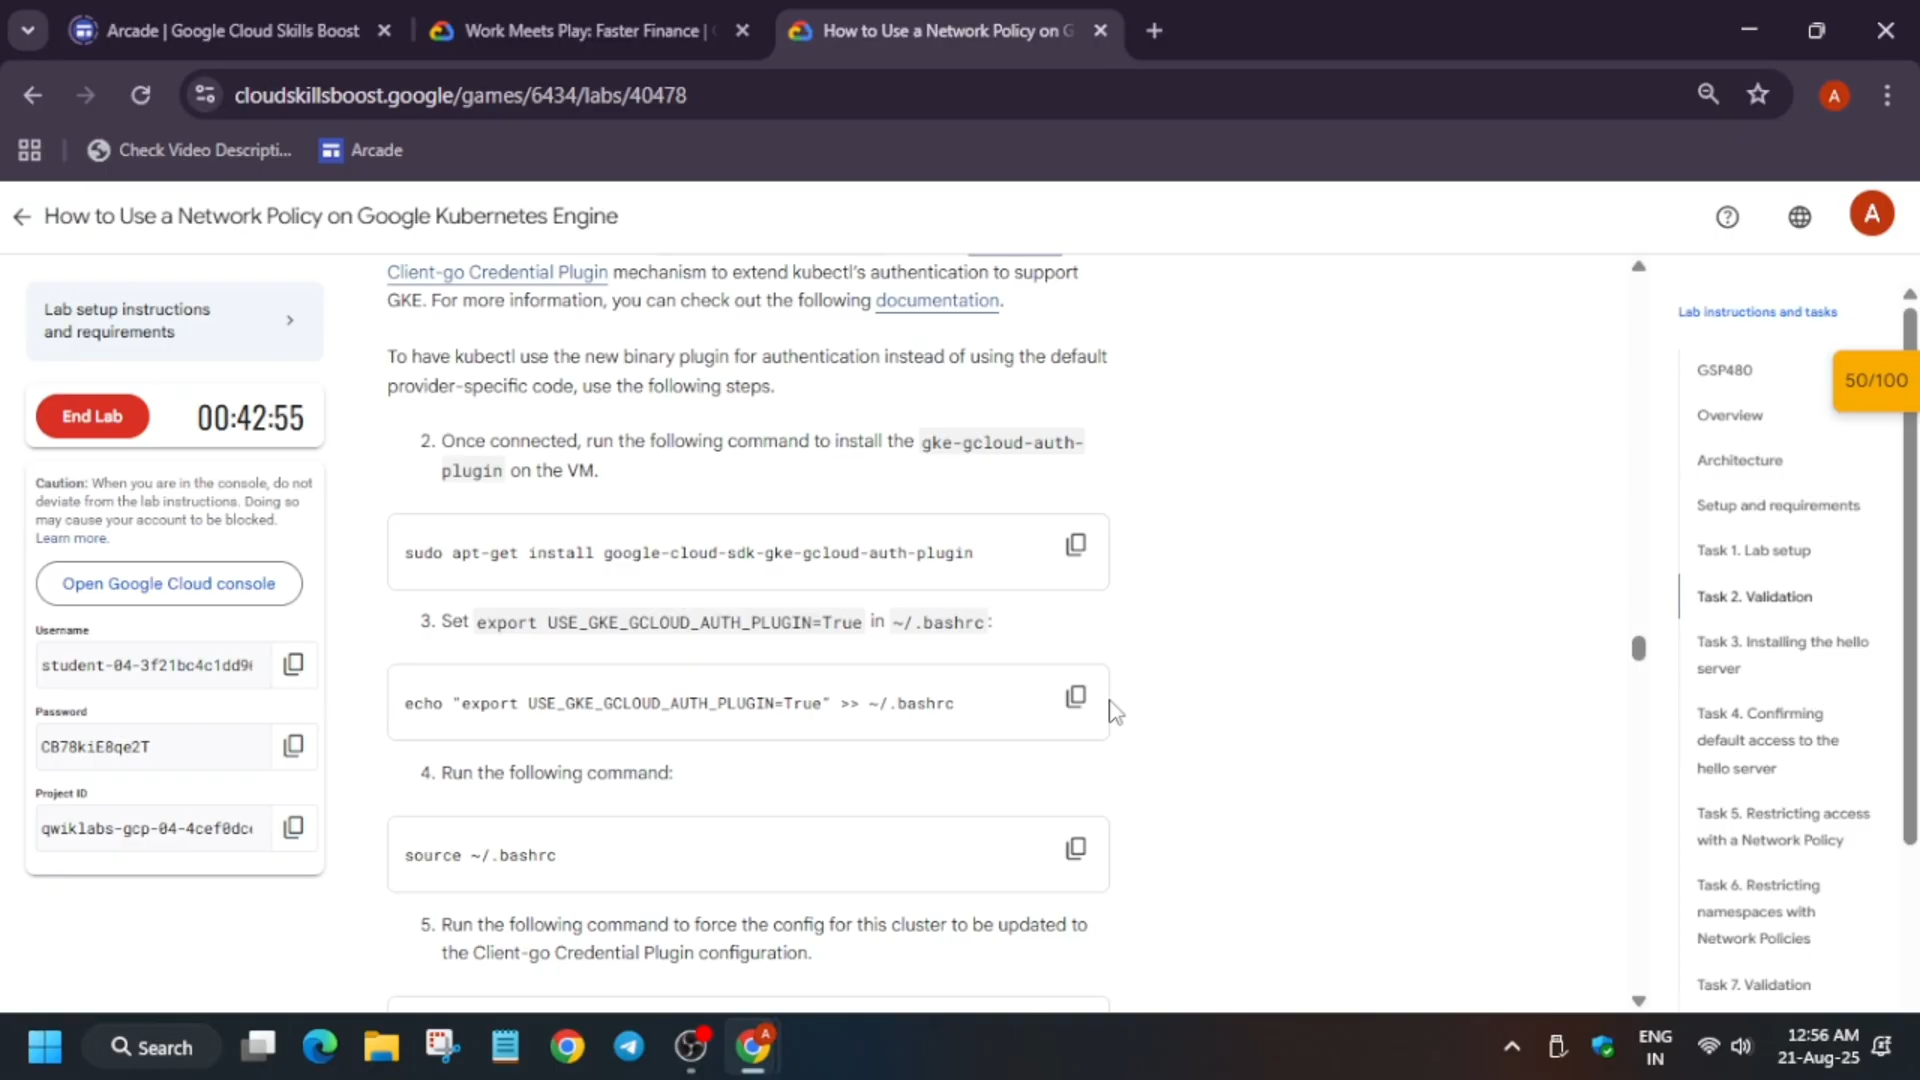 Arcade | Google Cloud Skills Boost
Work Meets Play: Faster Finance |
How to Use a Network Policy on G
cloudskillsboost.google/games/6434/labs/40478
A
Check Video Descripti...
Arcade
How to Use a Network Policy on Google Kubernetes Engine
A
Lab setup instructions
and requirements
End Lab
00:42:55
Caution: When you are in the console, do not
deviate from the lab instructions. Doing so
may cause your account to be blocked.
Learn more.
Open Google Cloud console
Username
student-04-3f21bc4c1dd9
Password
CB78kiE8qe2T
Project ID
qwiklabs-gcp-04-4cef0dc
Client-go Credential Plugin mechanism to extend kubectl's authentication to support
GKE. For more information, you can check out the following documentation.
To have kubectl use the new binary plugin for authentication instead of using the default
provider-specific code, use the following steps.
2. Once connected, run the following command to install the gke-gcloud-auth-
plugin on the VM.
sudo apt-get install google-cloud-sdk-gke-gcloud-auth-plugin
3. Set export USE_GKE_GCLOUD_AUTH_PLUGIN=True in ~/.bashrc:
echo "export USE_GKE_GCLOUD_AUTH_PLUGIN=True" >> ~/.bashrc
4. Run the following command:
source ~/.bashrc
5. Run the following command to force the config for this cluster to be updated to
the Client-go Credential Plugin configuration.
Lab instructions and tasks
GSP480
50/100
Overview
Architecture
Setup and requirements
Task 1. Lab setup
Task 2. Validation
Task 3. Installing the hello
server
Task 4. Confirming
default access to the
hello server
Task 5. Restricting access
with a Network Policy
Task 6. Restricting
namespaces with
Network Policies
Task 7. Validation
Search
A
ENG
IN
12:56 AM
21-Aug-25